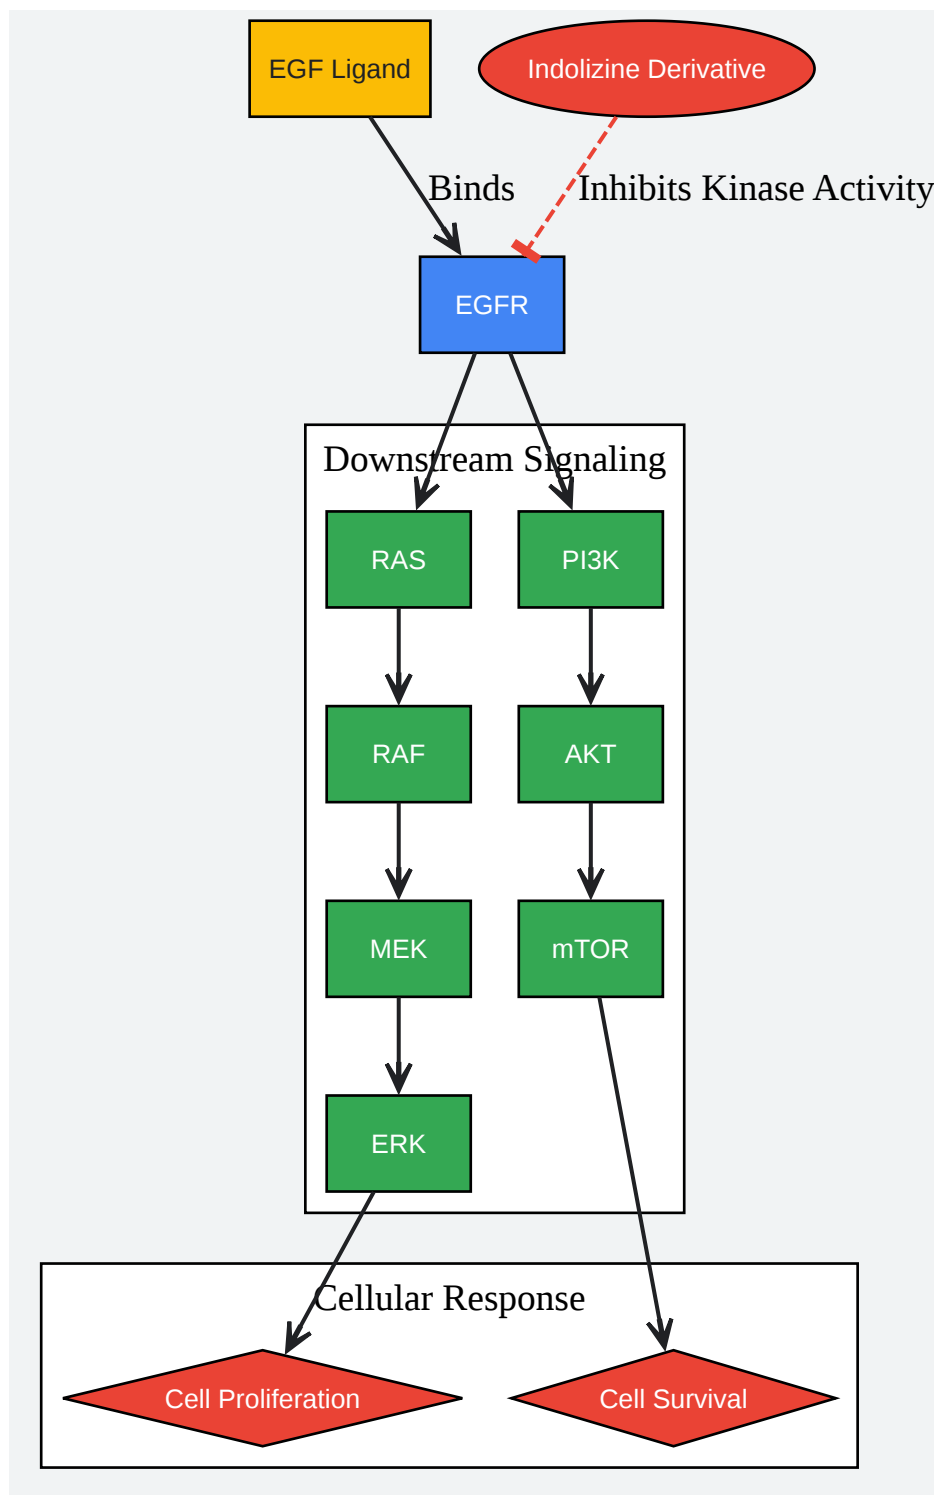 EGF Ligand
Indolizine Derivative
Binds
Inhibits Kinase Activity
EGFR
Downstream Signaling
RAS
PI3K
RAF
AKT
MEK
mTOR
ERK
Cellular Response
Cell Proliferation
Cell Survival